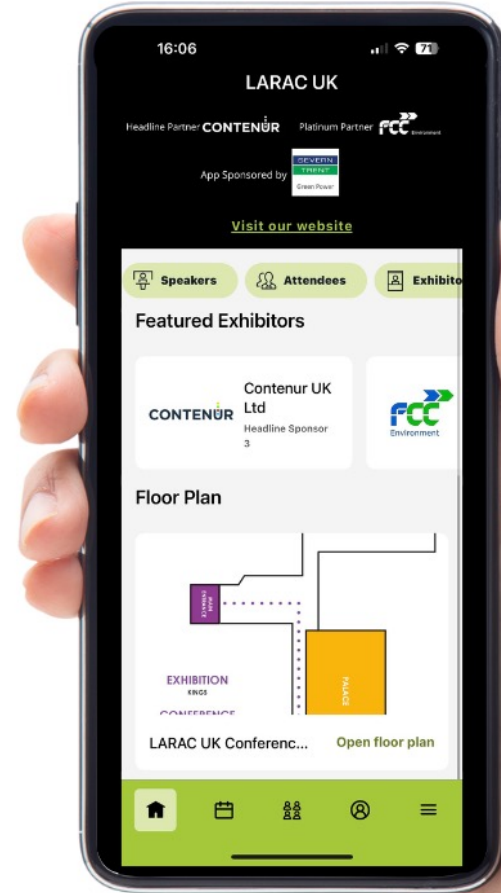 16:06
71
LARAC UK
Headline Partner CONTENUR Platinum Partner FCC Environment
App Sponsored by SEVERN
TRENT
Green Power
Visit our website
Speakers Attendees Exhibito
Featured Exhibitors
CONTENUR
Contenur UK
Ltd
Headline Sponsor
3
FCC
Environment
Floor Plan
MAIN
ENTRANCE
EXHIBITION
KINGS
CONFERENCE
PALACE
LARAC UK Conferenc... Open floor plan